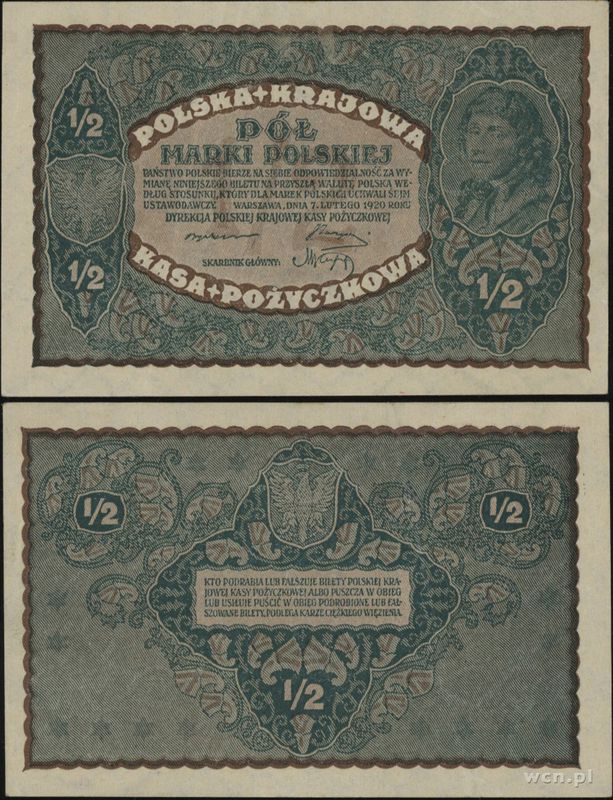 POLSKA+KRAJOWA
1/2
PÓŁ
MARKI POLSKIEJ
PAŃSTWO POLSKIE BIERZE NA SIEBIE ODPOWIEDZIALNOŚĆ ZA WY-
MIANĘ NINIEJSZEGO BILETU NA PRZYSZŁĄ WALUTĘ, POLSKĄ WE-
DŁUG STOSUNKU, KTÓRY DLA MAREK POLSKICH UCHWALI SEJM
USTAWODAWCZY. WARSZAWA, DNIA 7. LUTEGO 1920 ROKU
DYREKCJA POLSKIEJ KRAJOWEJ KASY POŻYCZKOWEJ
SKARBNIK GŁÓWNY:
1/2
1/2
KASA+POŻYCZKOWA
1/2
1/2
KTO PODRABIA LUB FAŁSZUJE BILETY POLSKIEJ KRA-
JOWEJ KASY POŻYCZKOWEJ ALBO PUSZCZA W OBIEG
LUB USIŁUJE PUŚCIĆ W OBIEG PODROBIONE LUB FAŁ-
SZOWANE BILETY, PODLEGA KARZE CIĘŻKIEGO WIĘZIENIA.
1/2
wcn.pl